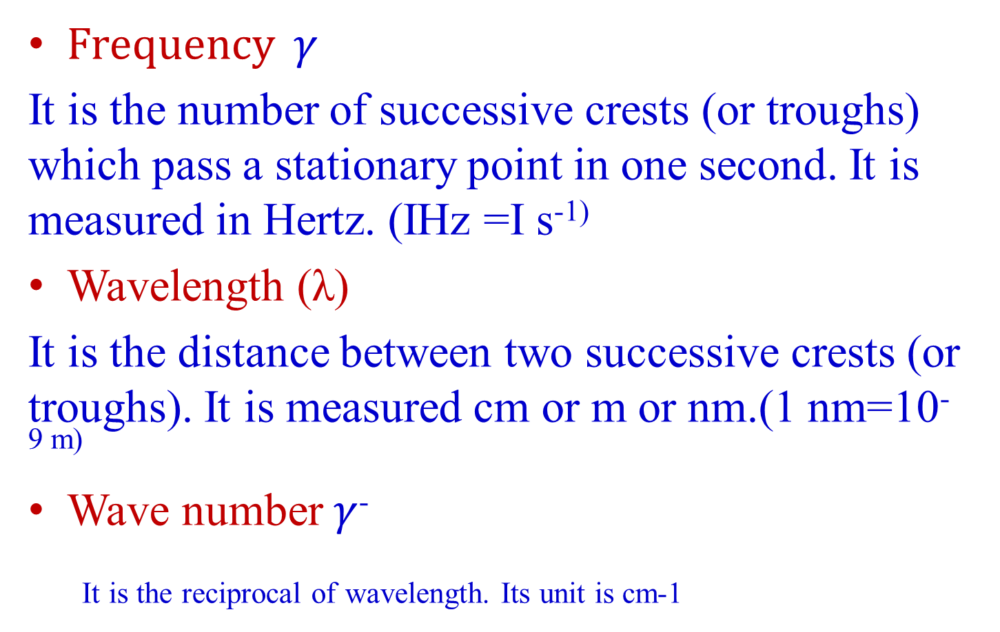 • Frequency γ
It is the number of successive crests (or troughs)
which pass a stationary point in one second. It is
measured in Hertz. (IHz =I s⁻¹⁾
• Wavelength (λ)
It is the distance between two successive crests (or
troughs). It is measured cm or m or nm.(1 nm=10⁻
9 m)
• Wave number γ⁻
It is the reciprocal of wavelength. Its unit is cm-1